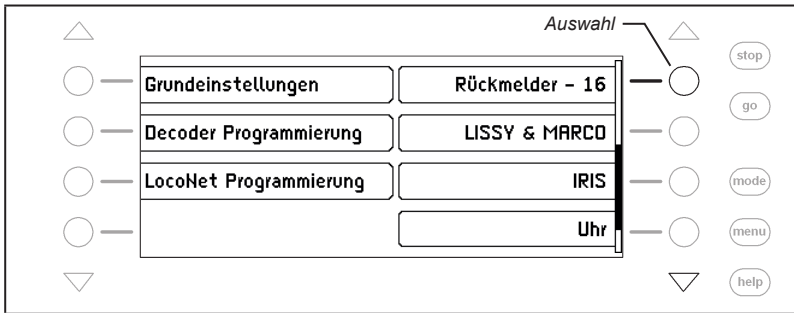 Auswahl
stop
Grundeinstellungen
Rückmelder - 16
go
Decoder Programmierung
LISSY & MARCO
LocoNet Programmierung
IRIS
mode
Uhr
menu
help